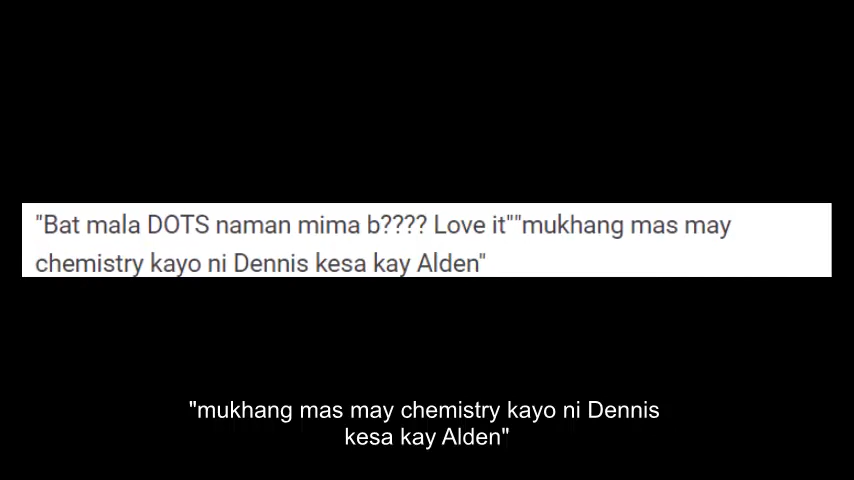 "Bat mala DOTS naman mima b???? Love it""mukhang mas may
chemistry kayo ni Dennis kesa kay Alden"
"mukhang mas may chemistry kayo ni Dennis
kesa kay Alden"